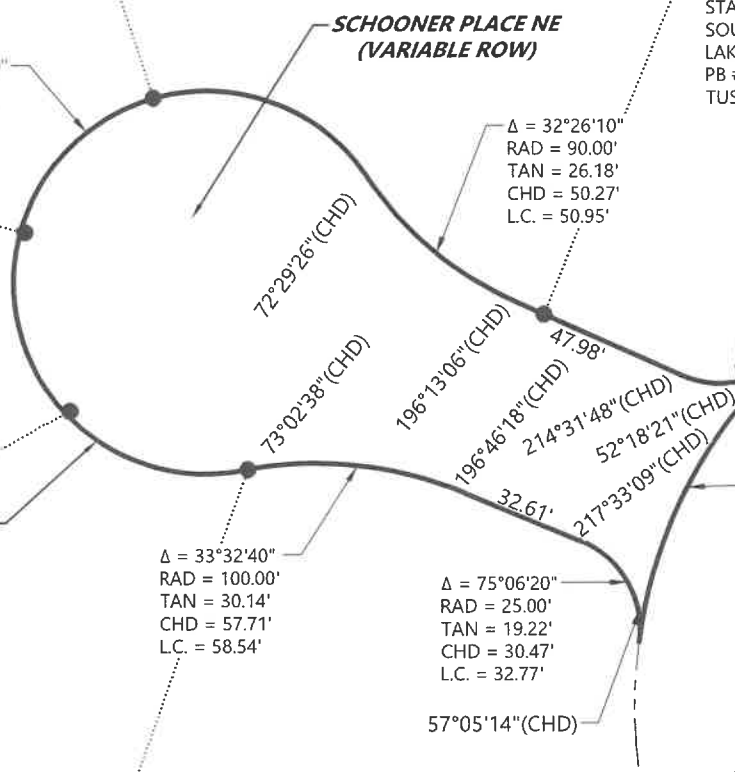 SCHOONER PLACE NE
(VARIABLE ROW)
STA
SOU
LAK
PB #
TUS
"
Δ = 32°26'10"
RAD = 90.00'
TAN = 26.18'
CHD = 50.27'
L.C. = 50.95'
72°29'26"(CHD)
73°02'38"(CHD)
196°13'06"(CHD)
47.98'
196°46'18"(CHD)
214°31'48"(CHD)
52°18'21"(CHD)
217°33'09"(CHD)
32.61'
Δ = 33°32'40"
RAD = 100.00'
TAN = 30.14'
CHD = 57.71'
L.C. = 58.54'
Δ = 75°06'20"
RAD = 25.00'
TAN = 19.22'
CHD = 30.47'
L.C. = 32.77'
57°05'14"(CHD)